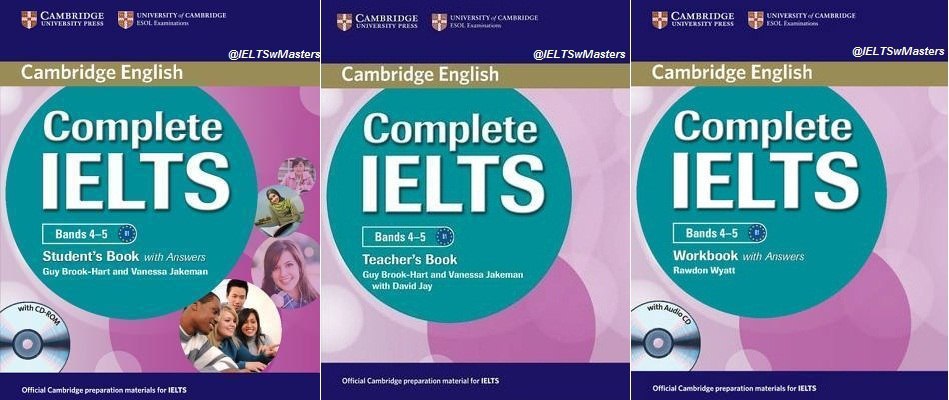 CAMBRIDGE
UNIVERSITY PRESS
UNIVERSITY of CAMBRIDGE
ESOL Examinations
@IELTSwMasters
Cambridge English
Complete
IELTS
Bands 4–5
B1
Student's Book with Answers
Guy Brook-Hart and Vanessa Jakeman
with CD-ROM
Official Cambridge preparation materials for IELTS
CAMBRIDGE
UNIVERSITY PRESS
UNIVERSITY of CAMBRIDGE
ESOL Examinations
@IELTSwMasters
Cambridge English
Complete
IELTS
Bands 4–5
B1
Teacher's Book
Guy Brook-Hart and Vanessa Jakeman
with David Jay
Official Cambridge preparation material for IELTS
CAMBRIDGE
UNIVERSITY PRESS
UNIVERSITY of CAMBRIDGE
ESOL Examinations
@IELTSwMasters
Cambridge English
Complete
IELTS
Bands 4–5
B1
Workbook with Answers
Rawdon Wyatt
with Audio CD
Official Cambridge preparation materials for IELTS